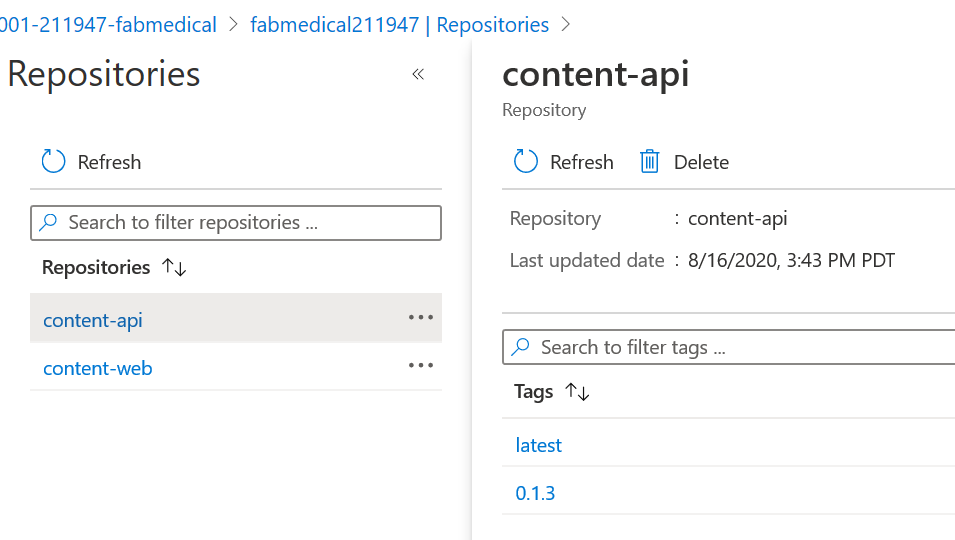 001-211947-fabmedical > fabmedical211947 | Repositories >
Repositories «
Refresh
Search to filter repositories ...
Repositories ↑↓
content-api ...
content-web ...
content-api
Repository
Refresh Delete
Repository : content-api
Last updated date : 8/16/2020, 3:43 PM PDT
Search to filter tags ...
Tags ↑↓
latest
0.1.3